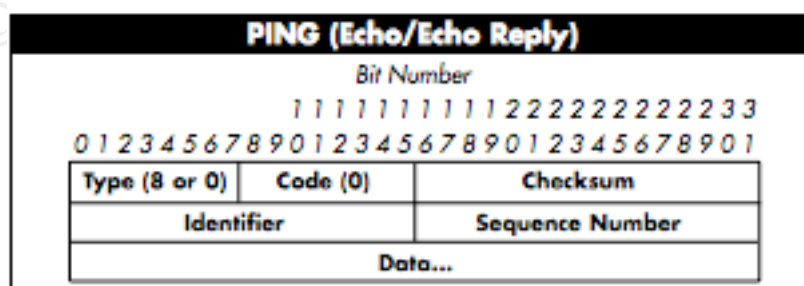 PING (Echo/Echo Reply)
Bit Number
1 1 1 1 1 1 1 1 1 1 2 2 2 2 2 2 2 2 2 2 3 3
0 1 2 3 4 5 6 7 8 9 0 1 2 3 4 5 6 7 8 9 0 1 2 3 4 5 6 7 8 9 0 1
Type (8 or 0) Code (0) Checksum
Identifier Sequence Number
Data...